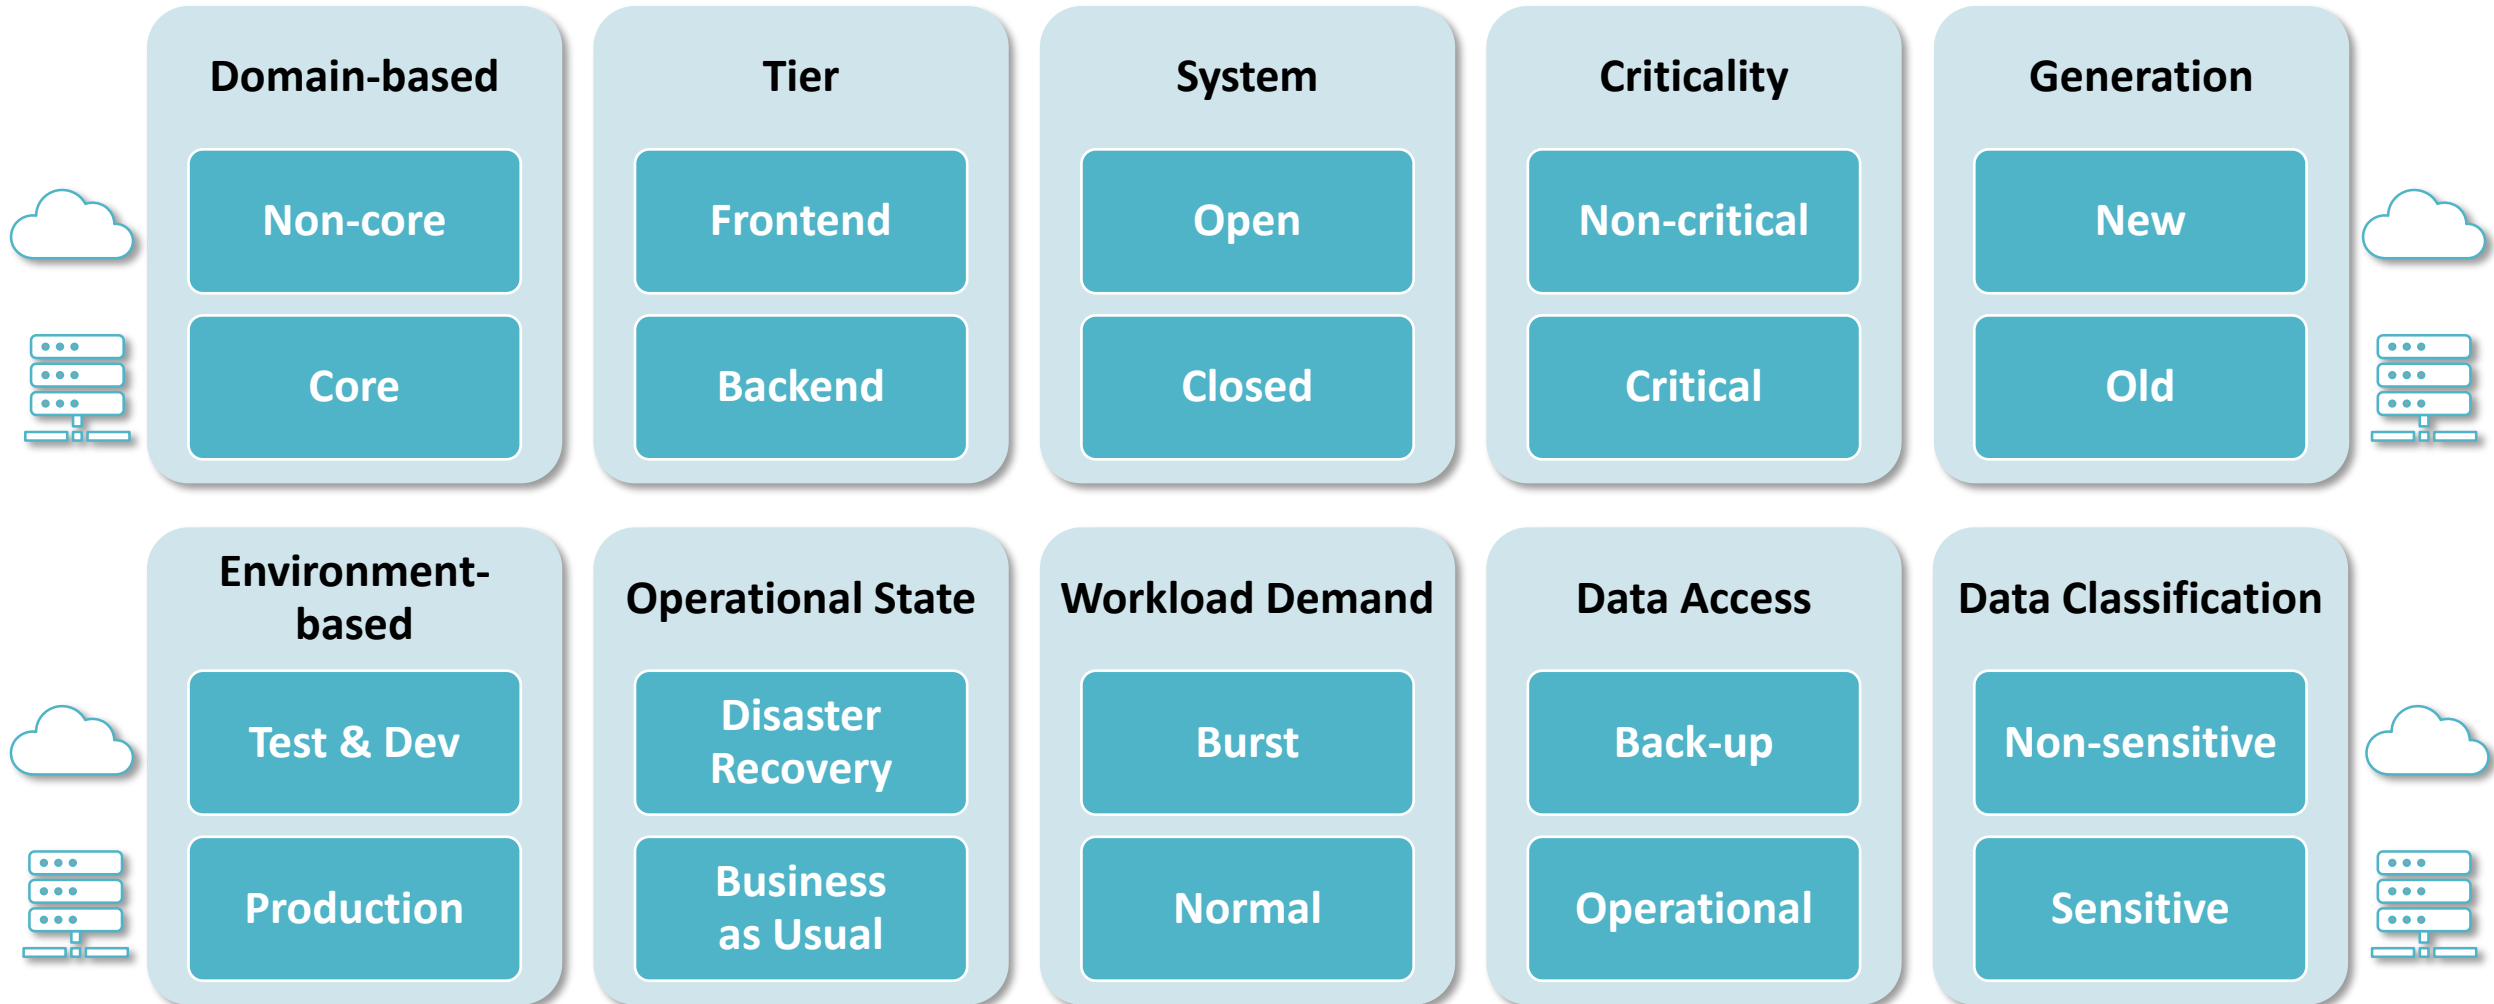 Domain-based
Non-core
Core
Tier
Frontend
Backend
System
Open
Closed
Criticality
Non-critical
Critical
Generation
New
Old
Environment-
based
Test & Dev
Production
Operational State
Disaster
Recovery
Business
as Usual
Workload Demand
Burst
Normal
Data Access
Back-up
Operational
Data Classification
Non-sensitive
Sensitive